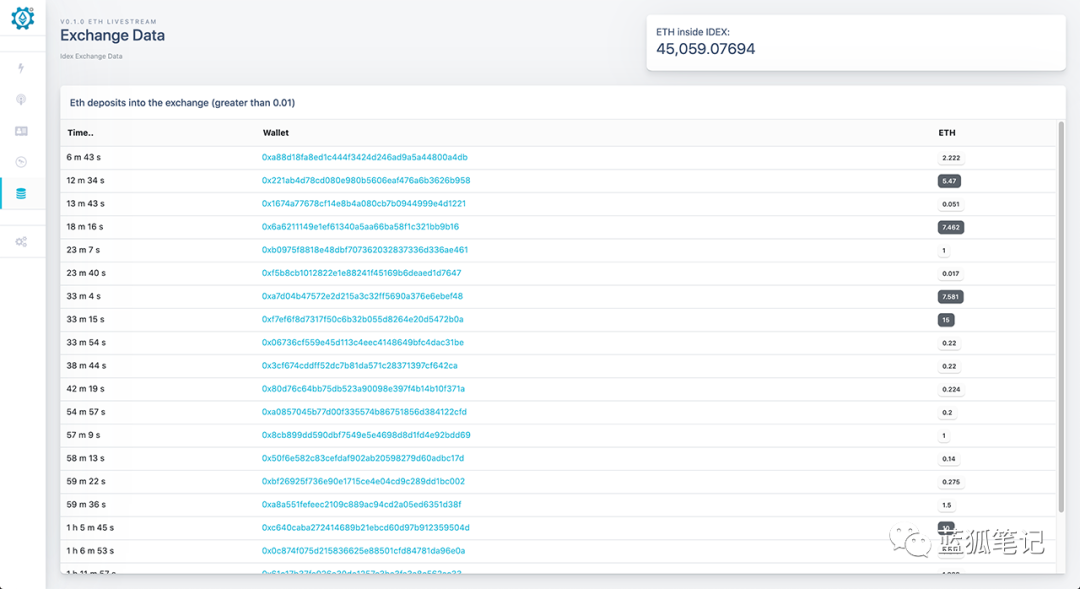 V0.1.0 ETH LIVESTREAM
Exchange Data
Idex Exchange Data
ETH inside IDEX:
45,059.07694
Eth deposits into the exchange (greater than 0.01)
Time.. Wallet ETH
6 m 43 s 0xa88d18fa8ed1c444f3424d246ad9a5a44800a4db 2.222
12 m 34 s 0x221ab4d78cd080e980b5606eaf476a6b3626b958 5.47
13 m 43 s 0x1674a77678cf14e8b4a080cb7b0944999e4d1221 0.051
18 m 16 s 0x6a6211149e1ef61340a5aa66ba58f1c321bb9b16 7.462
23 m 7 s 0xb0975f8818e48dbf707362032837336d336ae461 1
23 m 40 s 0xf5b8cb1012822e1e88241f45169b6deaed1d7647 0.017
33 m 4 s 0xa7d04b47572e2d215a3c32ff5690a376e6ebef48 7.581
33 m 15 s 0xf7ef6f8d7317f50c6b32b055d8264e20d5472b0a 15
33 m 54 s 0x06736cf559e45d113c4eec4148649bfc4dac31be 0.22
38 m 44 s 0x3cf674cddff52dc7b81da571c28371397cf642ca 0.22
42 m 19 s 0x80d76c64bb75db523a90098e397f4b14b10f371a 0.224
54 m 57 s 0xa0857045b77d00f335574b86751856d384122cfd 0.2
57 m 9 s 0x8cb899dd590dbf7549e5e4698d8d1fd4e92bdd69 1
58 m 13 s 0x50f6e582c83cefdaf902ab20598279d60adbc17d 0.14
59 m 22 s 0xbf26925f736e90e1715ce4e04cd9c289dd1bc002 0.275
59 m 36 s 0xa8a551fefeec2109c889ac94cd2a05ed6351d38f 1.5
1 h 5 m 45 s 0xc640caba272414689b21ebcd60d97b912359504d 10
1 h 6 m 53 s 0x0c874f075d215836625e88501cfd84781da96e0a
1 h 11 m 57 s
蓝狐笔记